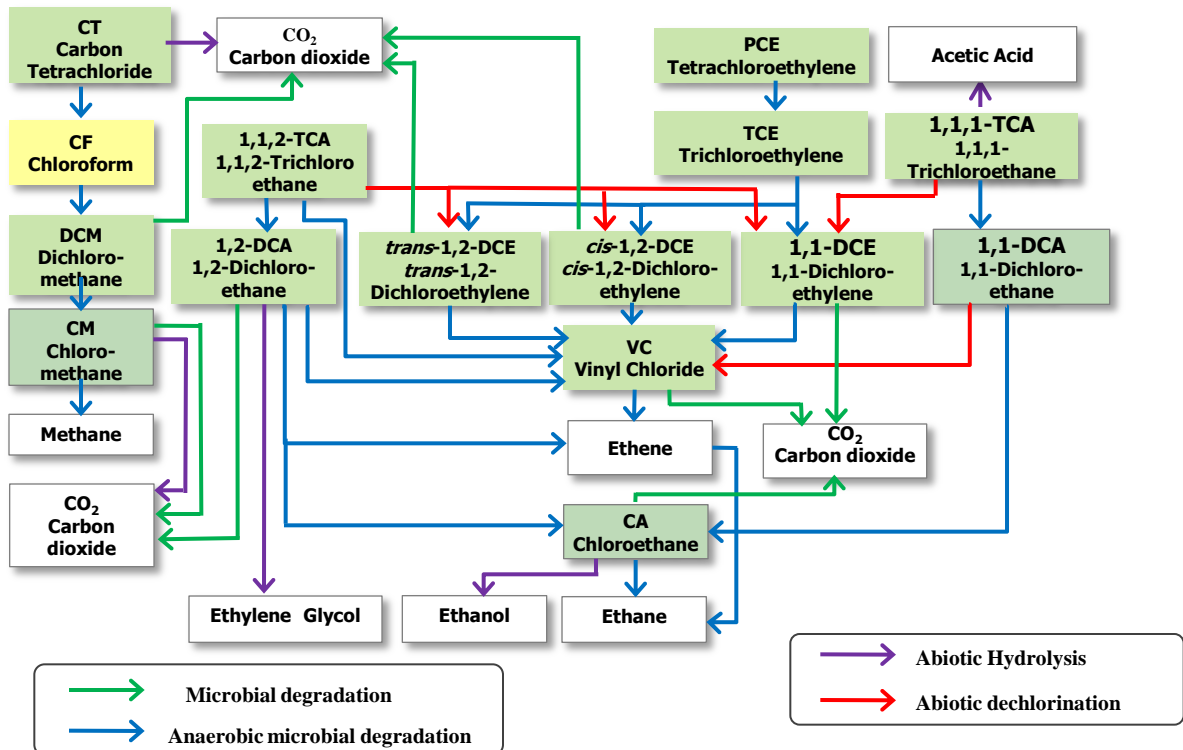 CT
Carbon
Tetrachloride
CO₂
Carbon dioxide
PCE
Tetrachloroethylene
Acetic Acid
CF
Chloroform
1,1,2-TCA
1,1,2-Trichloro
ethane
TCE
Trichloroethylene
1,1,1-TCA
1,1,1-
Trichloroethane
DCM
Dichloro-
methane
1,2-DCA
1,2-Dichloro-
ethane
trans-1,2-DCE
trans-1,2-
Dichloroethylene
cis-1,2-DCE
cis-1,2-Dichloro-
ethylene
1,1-DCE
1,1-Dichloro-
ethylene
1,1-DCA
1,1-Dichloro-
ethane
CM
Chloro-
methane
VC
Vinyl Chloride
Methane
Ethene
CO₂
Carbon dioxide
CO₂
Carbon
dioxide
CA
Chloroethane
Ethylene Glycol
Ethanol
Ethane
Microbial degradation
Anaerobic microbial degradation
Abiotic Hydrolysis
Abiotic dechlorination